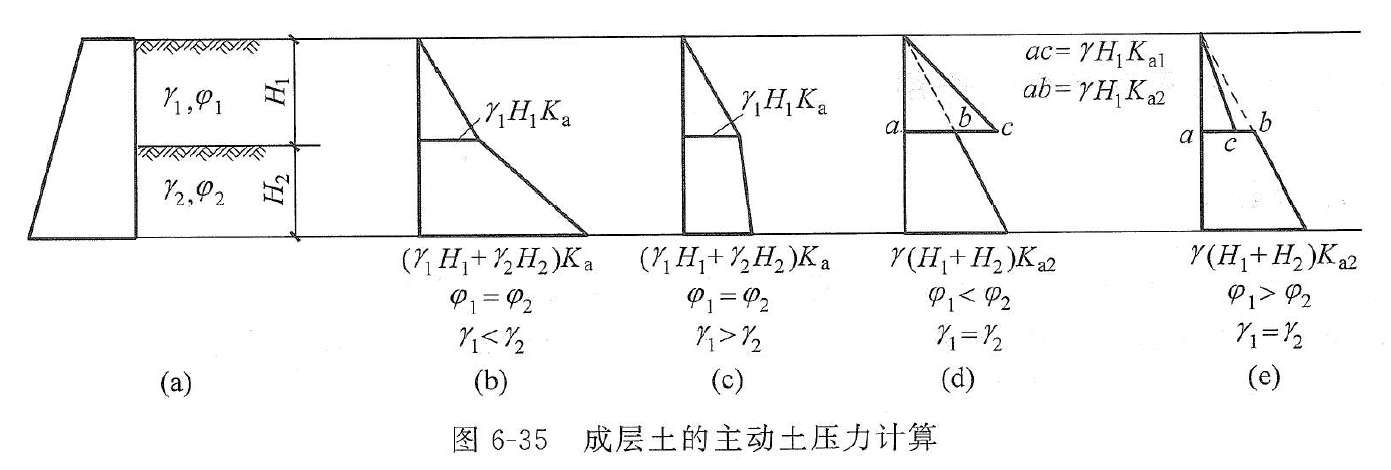 γ₁,φ₁
H₁
γ₂,φ₂
H₂
(a)
γ₁H₁Kₐ
(γ₁H₁+γ₂H₂)Kₐ
φ₁=φ₂
γ₁<γ₂
(b)
γ₁H₁Kₐ
(γ₁H₁+γ₂H₂)Kₐ
φ₁=φ₂
γ₁>γ₂
(c)
a b c
γ(H₁+H₂)Kₐ₂
φ₁<φ₂
γ₁=γ₂
(d)
ac=γH₁Kₐ₁
ab=γH₁Kₐ₂
a c b
γ(H₁+H₂)Kₐ₂
φ₁>φ₂
γ₁=γ₂
(e)
图 6-35 成层土的主动土压力计算